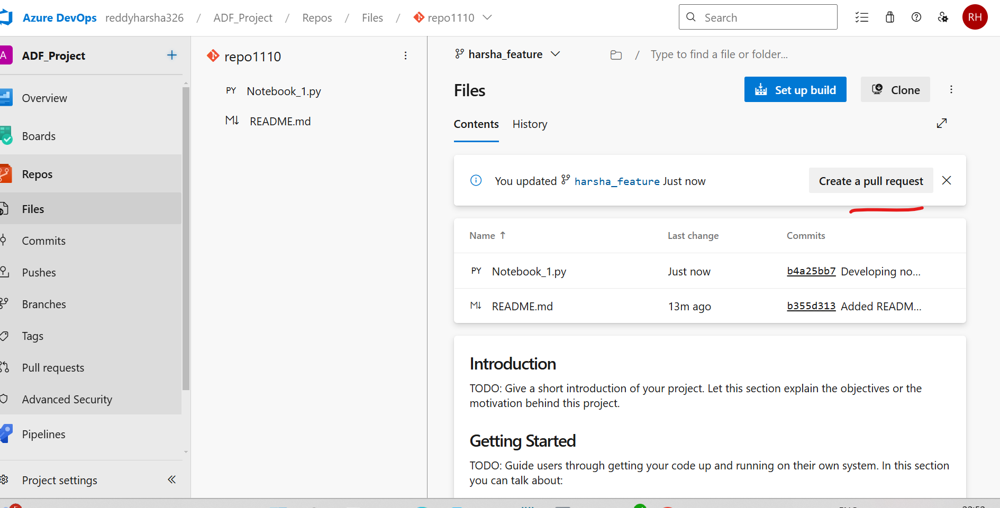 Azure DevOps reddyharsha326 / ADF_Project / Repos / Files / repo1110
Search
RH
A ADF_Project
Overview
Boards
Repos
Files
Commits
Pushes
Branches
Tags
Pull requests
Advanced Security
Pipelines
Project settings
repo1110
PY Notebook_1.py
M↓ README.md
harsha_feature
/ Type to find a file or folder...
Files
Set up build
Clone
Contents History
You updated harsha_feature Just now
Create a pull request
Name ↑ Last change Commits
PY Notebook_1.py Just now b4a25bb7 Developing no...
M↓ README.md 13m ago b355d313 Added READM...
Introduction
TODO: Give a short introduction of your project. Let this section explain the objectives or the
motivation behind this project.
Getting Started
TODO: Guide users through getting your code up and running on their own system. In this section
you can talk about: